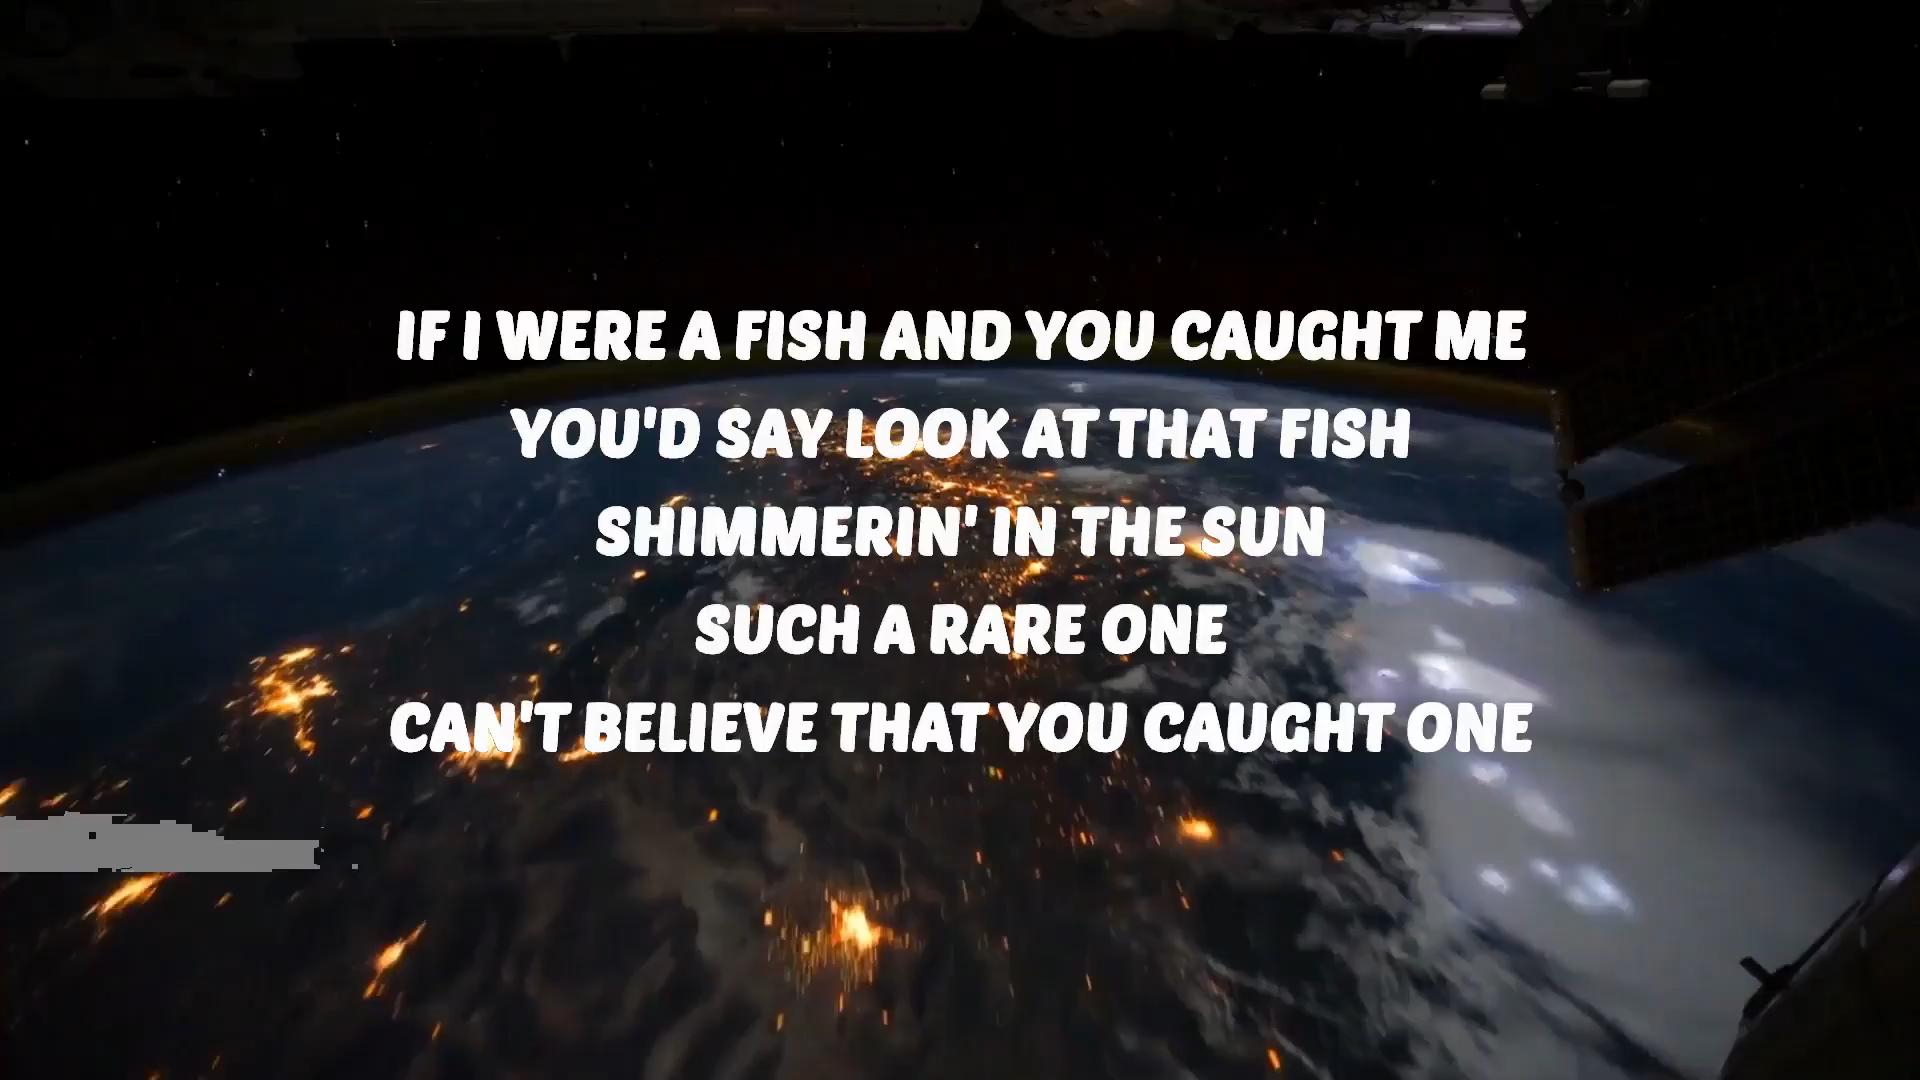 IF I WERE A FISH AND YOU CAUGHT ME
YOU'D SAY LOOK AT THAT FISH
SHIMMERIN' IN THE SUN
SUCH A RARE ONE
CAN'T BELIEVE THAT YOU CAUGHT ONE